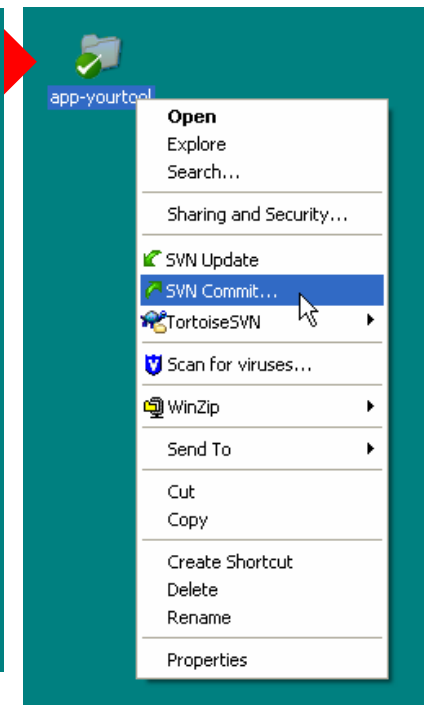 app-yourtool
Open
Explore
Search...
Sharing and Security...
SVN Update
SVN Commit...
TortoiseSVN
Scan for viruses...
WinZip
Send To
Cut
Copy
Create Shortcut
Delete
Rename
Properties